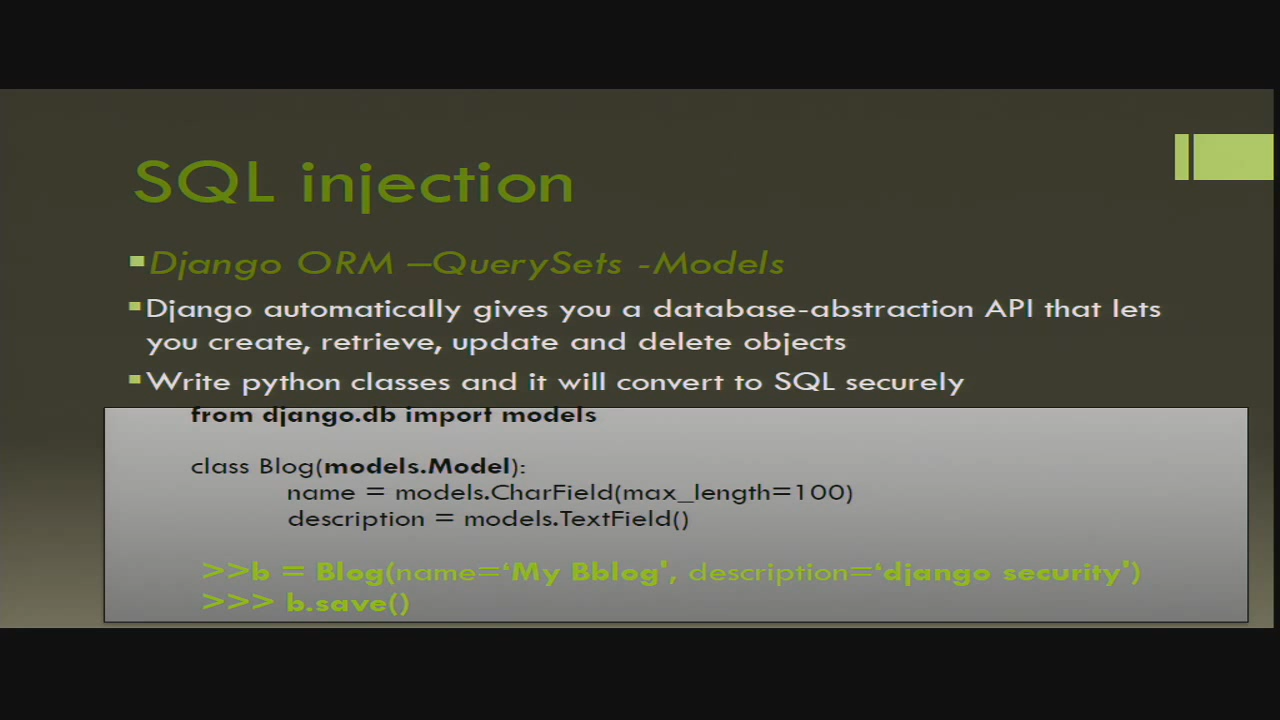 SQL injection
Django ORM –QuerySets -Models
Django automatically gives you a database-abstraction API that lets
you create, retrieve, update and delete objects
Write python classes and it will convert to SQL securely
from django.db import models
class Blog(models.Model):
name = models.CharField(max_length=100)
description = models.TextField()
>>b = Blog(name=‘My Bblog', description=‘django security')
>>> b.save()